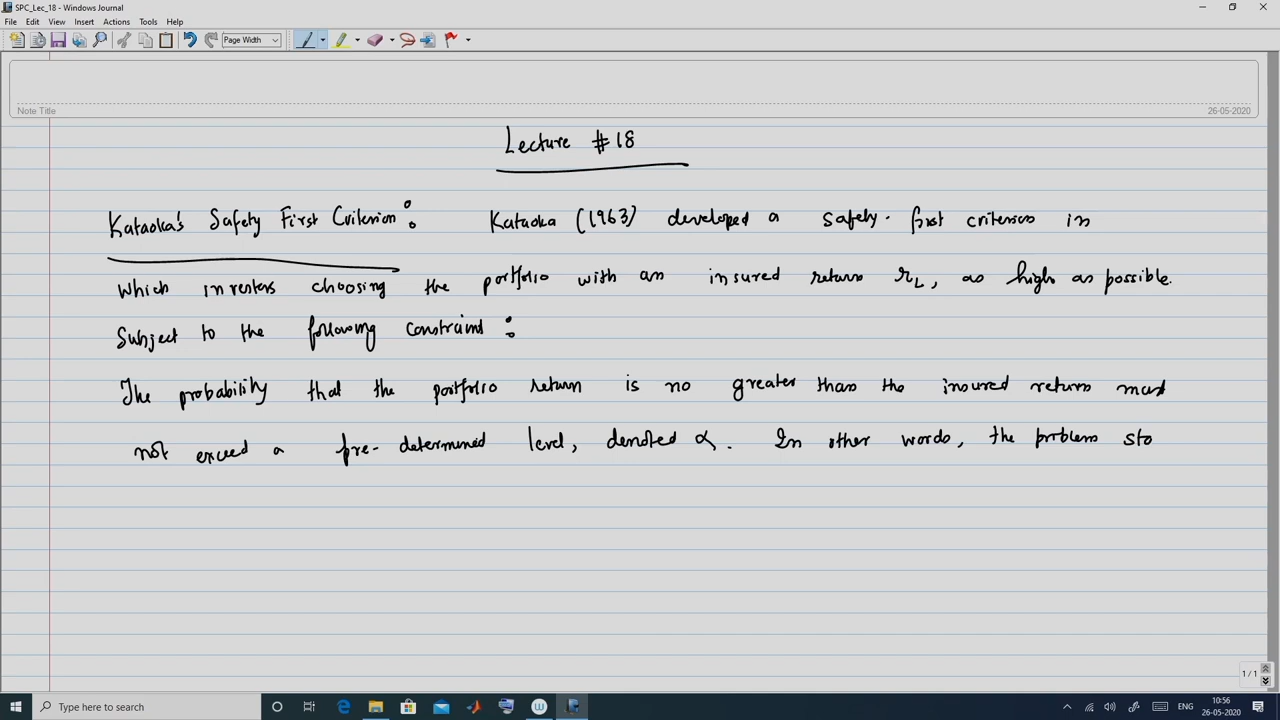 SPC_Lec_18 - Windows Journal
File Edit View Insert Actions Tools Help
Page Width
Note Title
26-05-2020
Lecture #18
Kataoka's Safety First Criterion : Kataoka (1963) developed a safety-first criterion in
which investors choosing the portfolio with an insured return r_L, as high as possible.
Subject to the following constraint :
The probability that the portfolio return is no greater than the insured return must
not exceed a pre-determined level, denoted α. In other words, the problem sto
1 / 1
Type here to search
ENG
10:56
26-05-2020